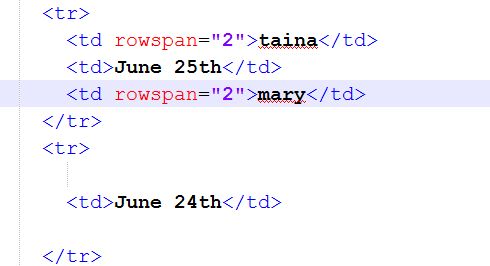 <tr>
<td rowspan="2">taina</td>
<td>June 25th</td>
<td rowspan="2">mary</td>
</tr>
<tr>
<td>June 24th</td>
</tr>